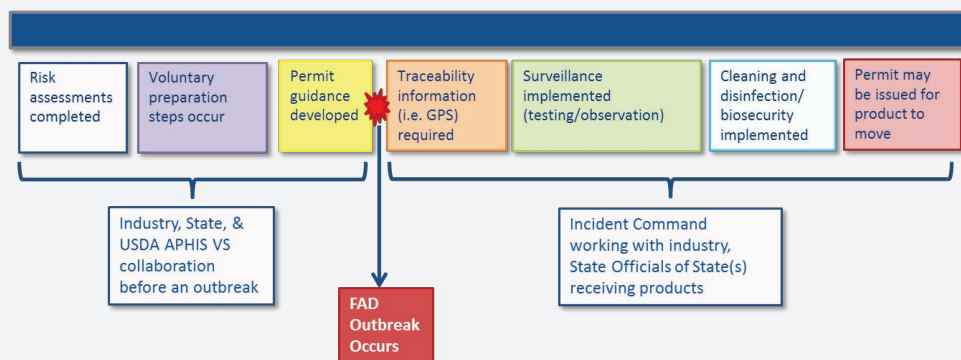 Risk
assessments
completed
Voluntary
preparation
steps occur
Permit
guidance
developed
Traceability
information
(i.e. GPS)
required
Surveillance
implemented
(testing/observation)
Cleaning and
disinfection/
biosecurity
implemented
Permit may
be issued for
product to
move
Industry, State, &
USDA APHIS VS
collaboration
before an outbreak
Incident Command
working with industry,
State Officials of State(s)
receiving products
FAD
Outbreak
Occurs